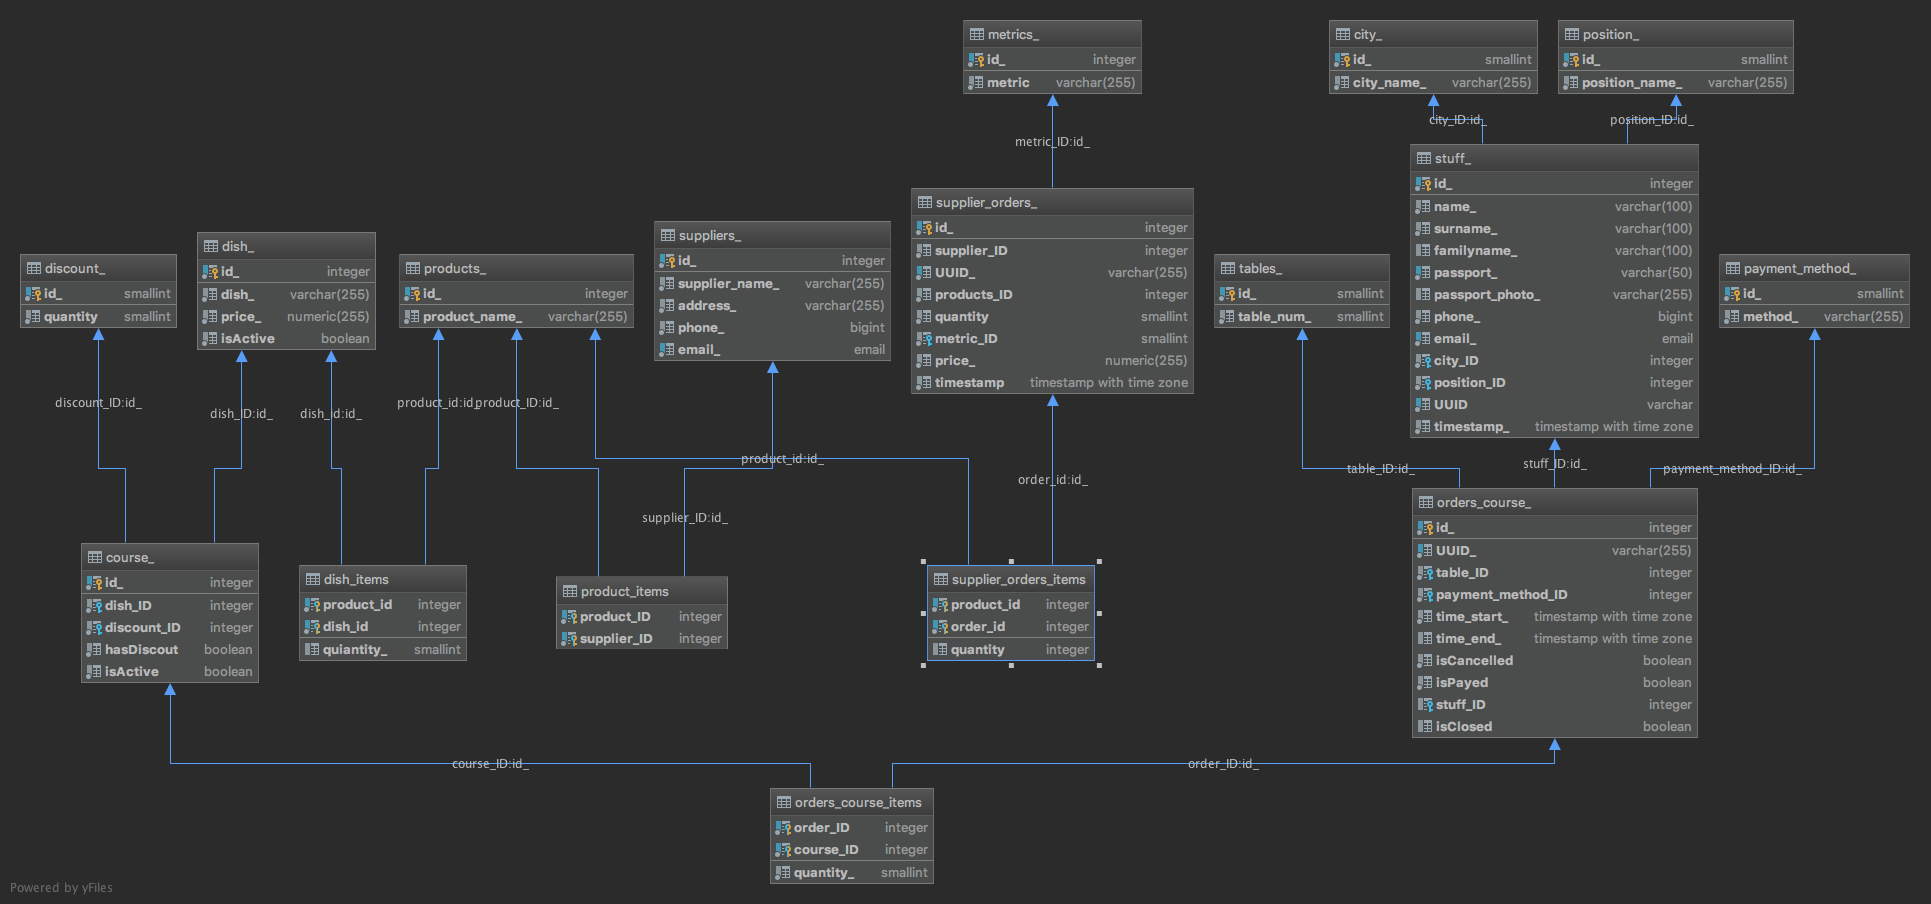 metrics_
id_ integer
metric varchar(255)
city_
id_ smallint
city_name_ varchar(255)
position_
id_ smallint
position_name_ varchar(255)
metric_ID:id_
city_ID:id_
position_ID:id_
discount_
id_ smallint
quantity smallint
dish_
id_ integer
dish_ varchar(255)
price_ numeric(255)
isActive boolean
products_
id_ integer
product_name_ varchar(255)
suppliers_
id_ integer
supplier_name_ varchar(255)
address_ varchar(255)
phone_ bigint
email_ email
supplier_orders_
id_ integer
supplier_ID integer
UUID_ varchar(255)
products_ID integer
quantity smallint
metric_ID smallint
price_ numeric(255)
timestamp timestamp with time zone
tables_
id_ smallint
table_num_ smallint
stuff_
id_ integer
name_ varchar(100)
surname_ varchar(100)
familyname_ varchar(100)
passport_ varchar(50)
passport_photo_ varchar(255)
phone_ bigint
email_ email
city_ID integer
position_ID integer
UUID varchar
timestamp_ timestamp with time zone
payment_method_
id_ smallint
method_ varchar(255)
discount_ID:id_
dish_ID:id_
dish_id:id_
product_id:id_
product_ID:id_
product_id:id_
supplier_ID:id_
order_id:id_
table_ID:id_
stuff_ID:id_
payment_method_ID:id_
course_
id_ integer
dish_ID integer
discount_ID integer
hasDiscout boolean
isActive boolean
dish_items
product_id integer
dish_id integer
quiantity_ smallint
product_items
product_ID integer
supplier_ID integer
supplier_orders_items
product_id integer
order_id integer
quantity integer
orders_course_
id_ integer
UUID_ varchar(255)
table_ID integer
payment_method_ID integer
time_start_ timestamp with time zone
time_end_ timestamp with time zone
isCancelled boolean
isPayed boolean
stuff_ID integer
isClosed boolean
course_ID:id_
order_ID:id_
orders_course_items
order_ID integer
course_ID integer
quantity_ smallint
Powered by yFiles